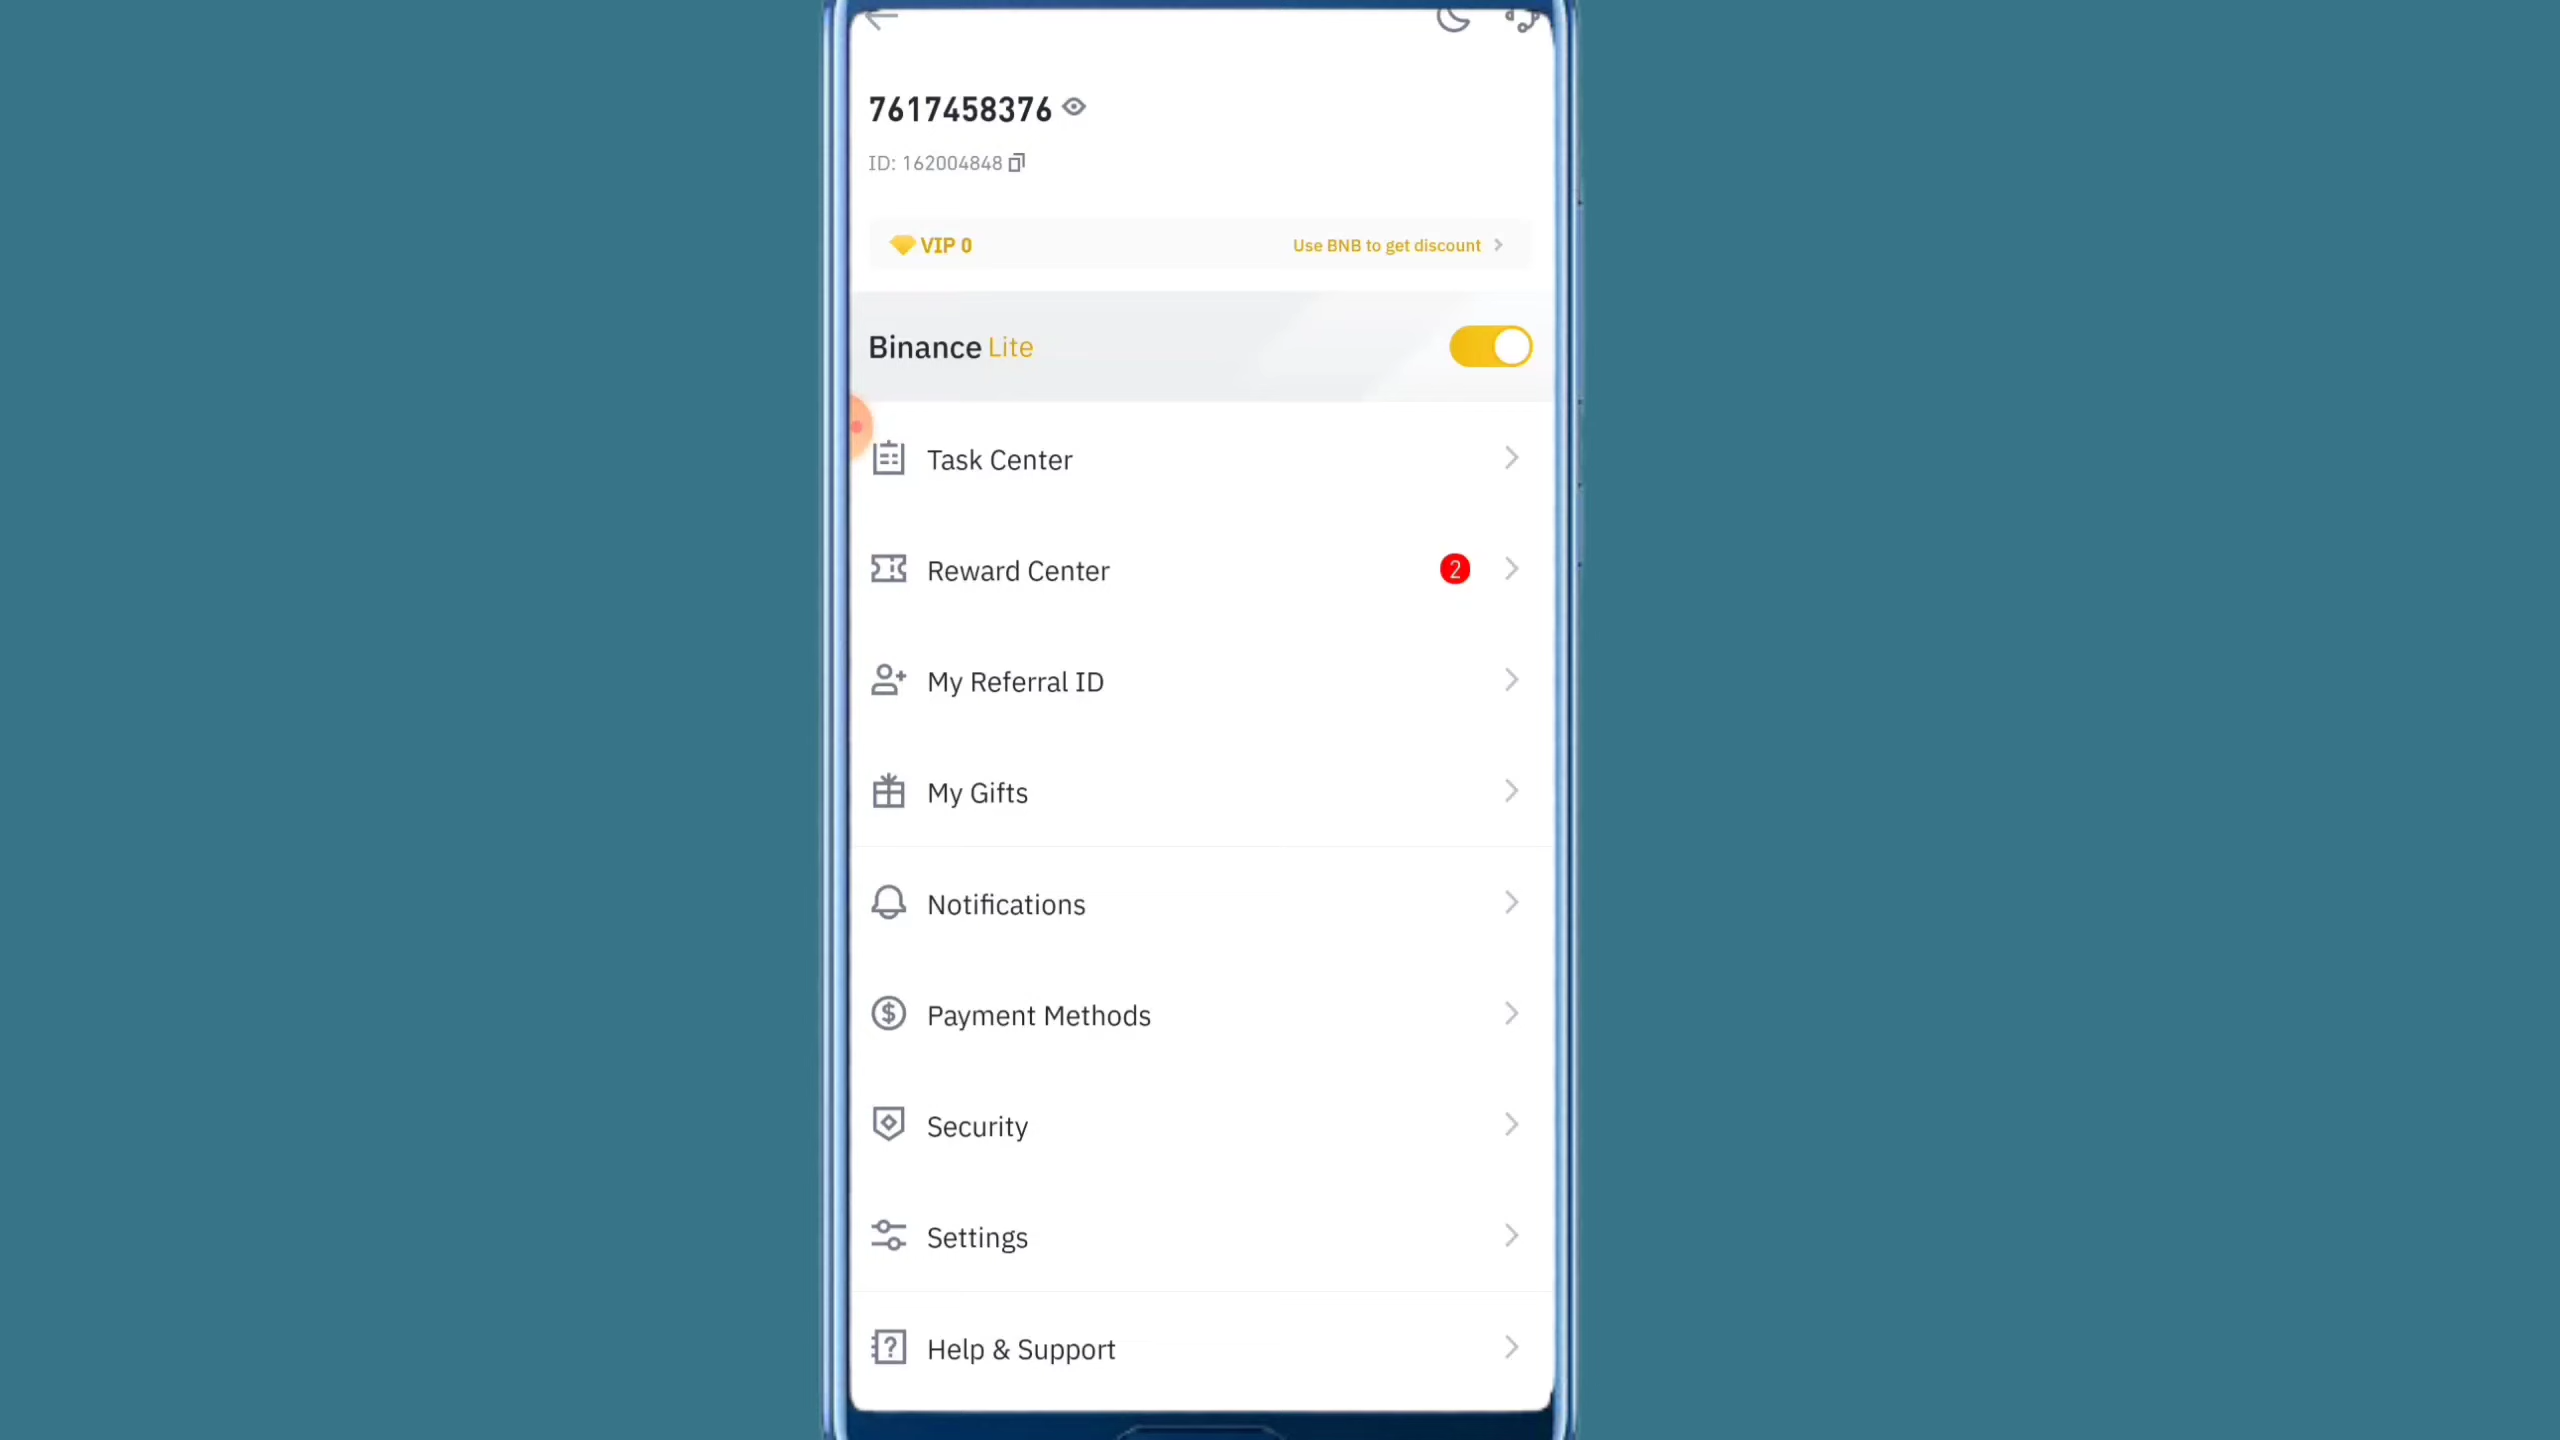 7617458376
ID: 162004848
VIP 0
Use BNB to get discount
Binance Lite
Task Center
Reward Center
2
My Referral ID
My Gifts
Notifications
Payment Methods
Security
Settings
Help & Support